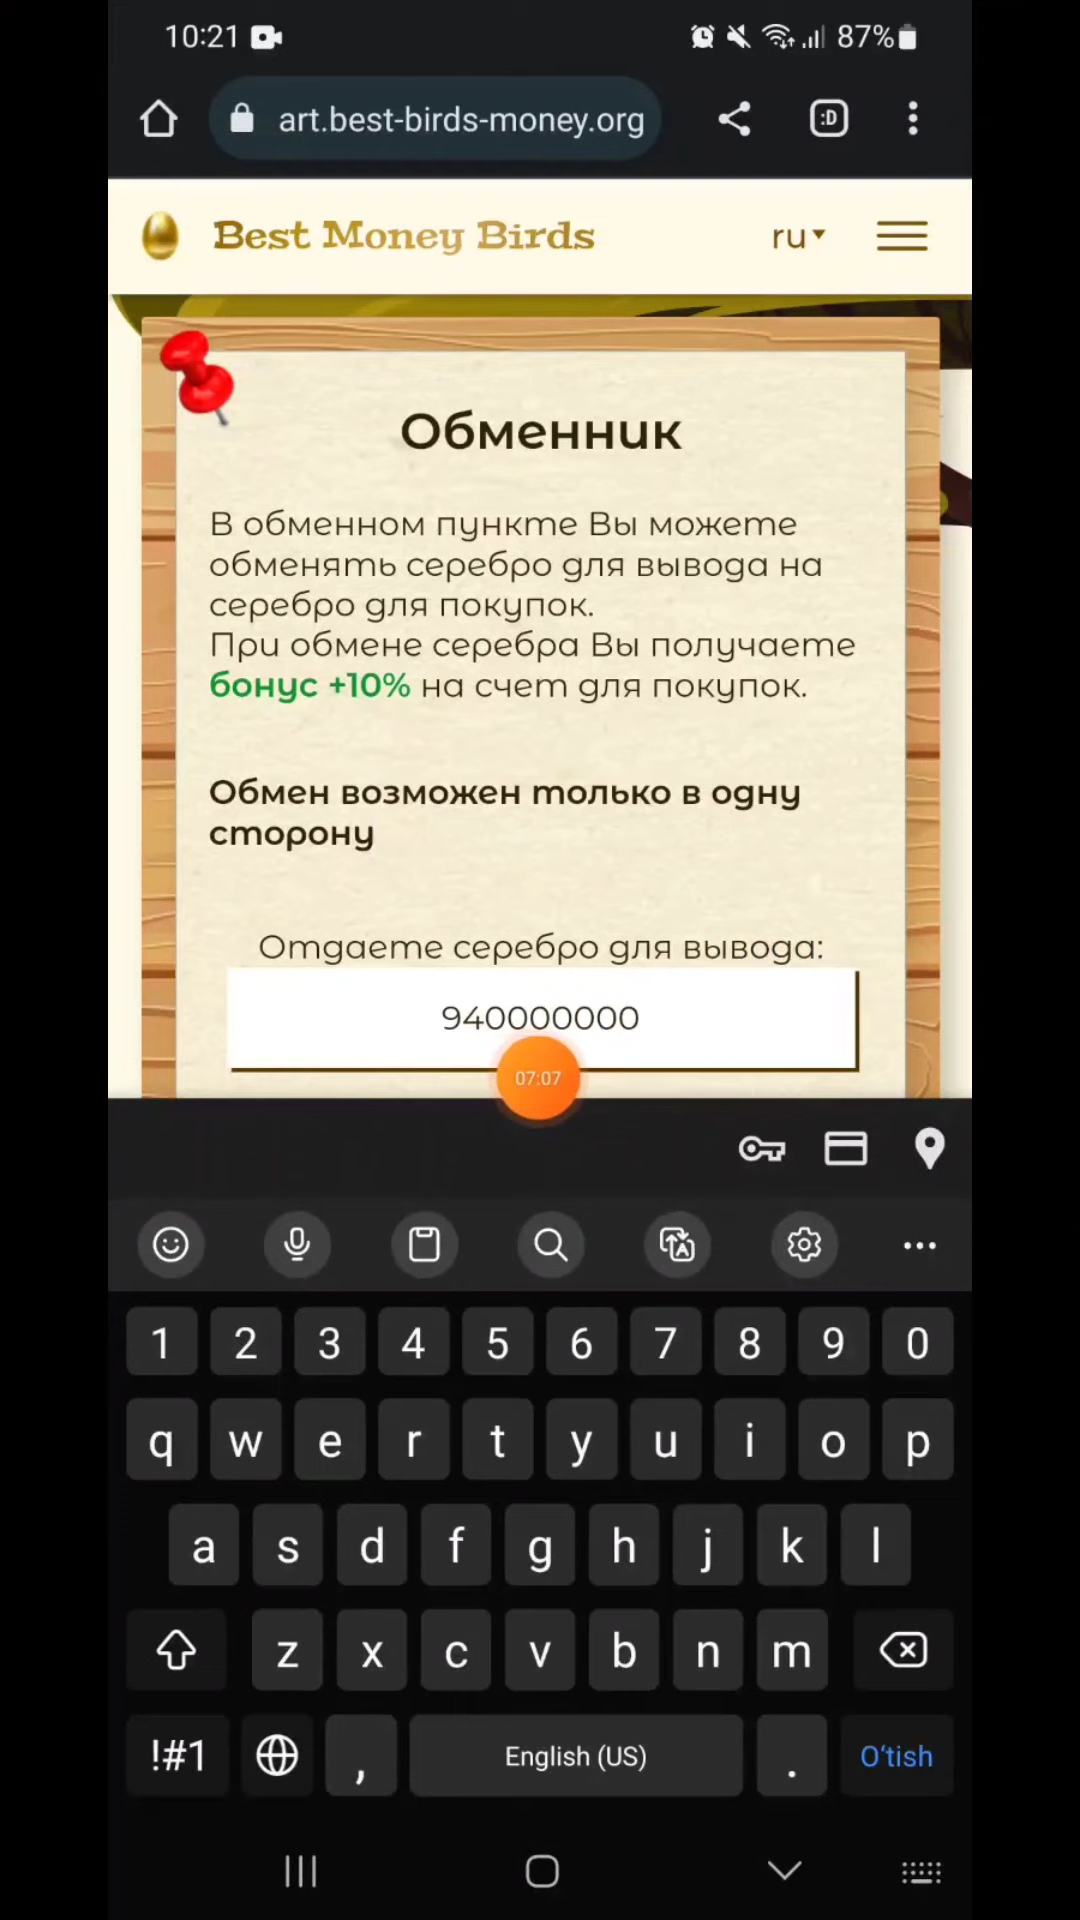 10:21 87%
art.best-birds-money.org :D
Best Money Birds ru
Обменник
В обменном пункте Вы можете
обменять серебро для вывода на
серебро для покупок.
При обмене серебра Вы получаете
бонус +10% на счет для покупок.
Обмен возможен только в одну
сторону
Отдаете серебро для вывода:
940000000
07:07
1 2 3 4 5 6 7 8 9 0
q w e r t y u i o p
a s d f g h j k l
z x c v b n m
!#1 , English (US) . Oʻtish